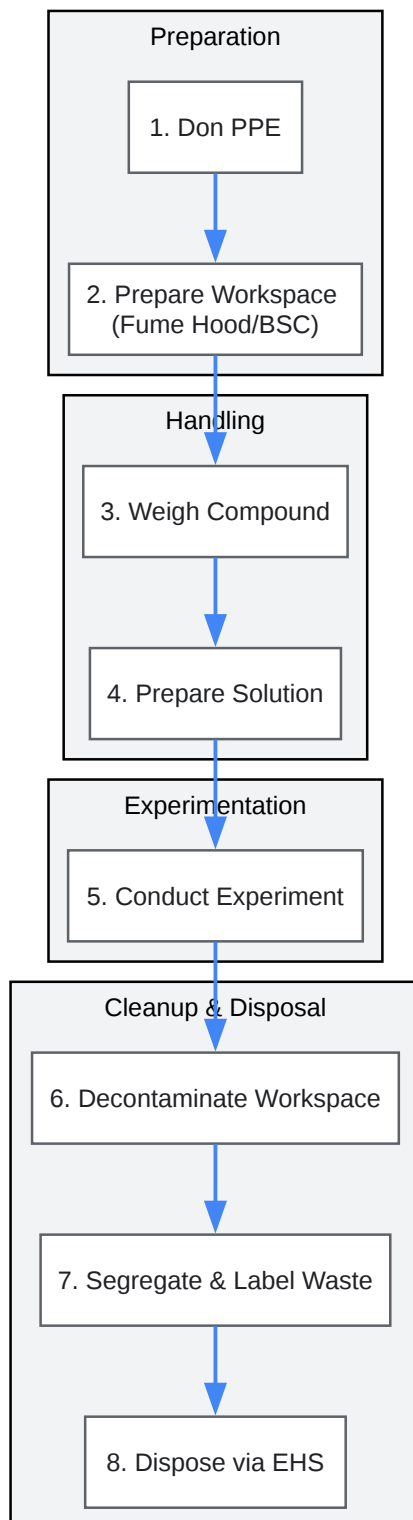 Preparation
1. Don PPE
2. Prepare Workspace
(Fume Hood/BSC)
Handling
3. Weigh Compound
4. Prepare Solution
Experimentation
5. Conduct Experiment
Cleanup & Disposal
6. Decontaminate Workspace
7. Segregate & Label Waste
8. Dispose via EHS